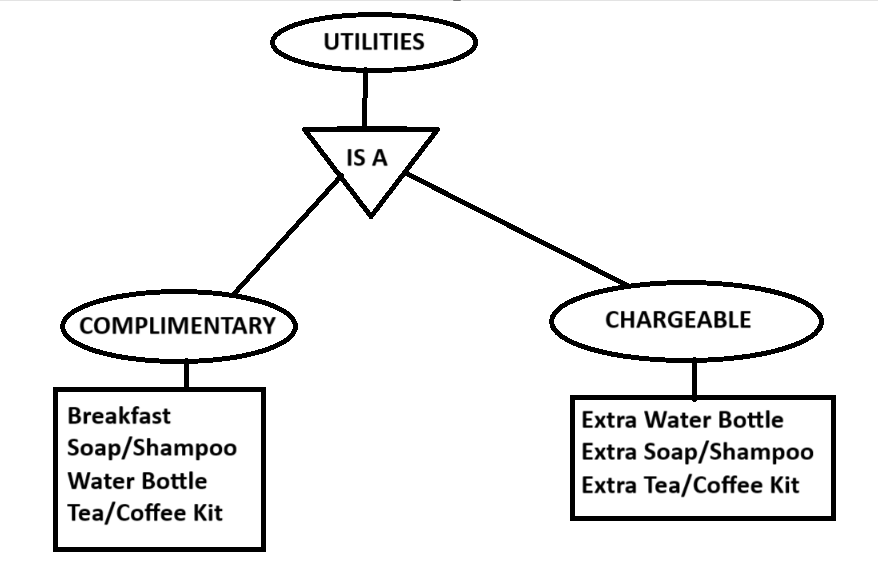 UTILITIES
IS A
COMPLIMENTARY
CHARGEABLE
Breakfast
Soap/Shampoo
Water Bottle
Tea/Coffee Kit
Extra Water Bottle
Extra Soap/Shampoo
Extra Tea/Coffee Kit